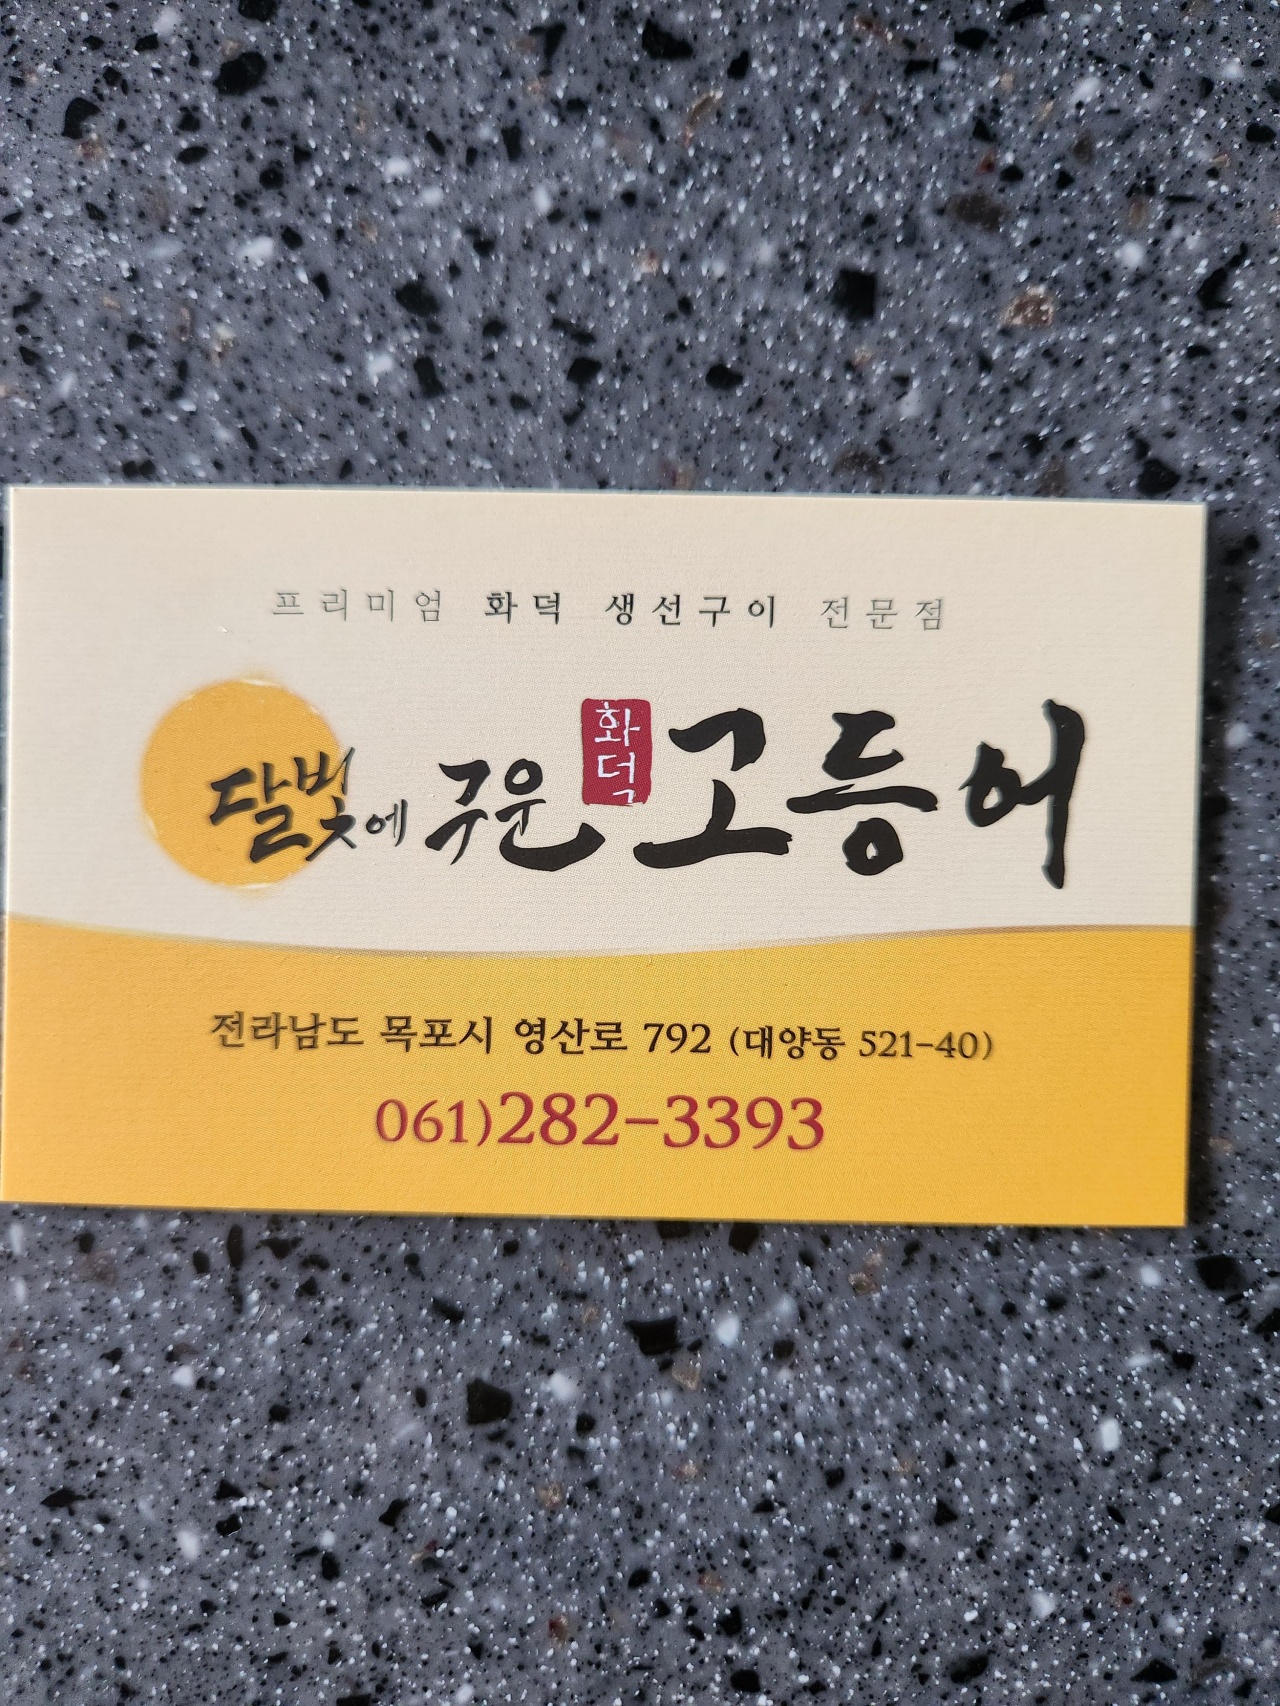 프리미엄 화덕 생선구이 전문점
달빛에 구운 화덕 고등어
전라남도 목포시 영산로 792 (대양동 521-40)
061)282-3393